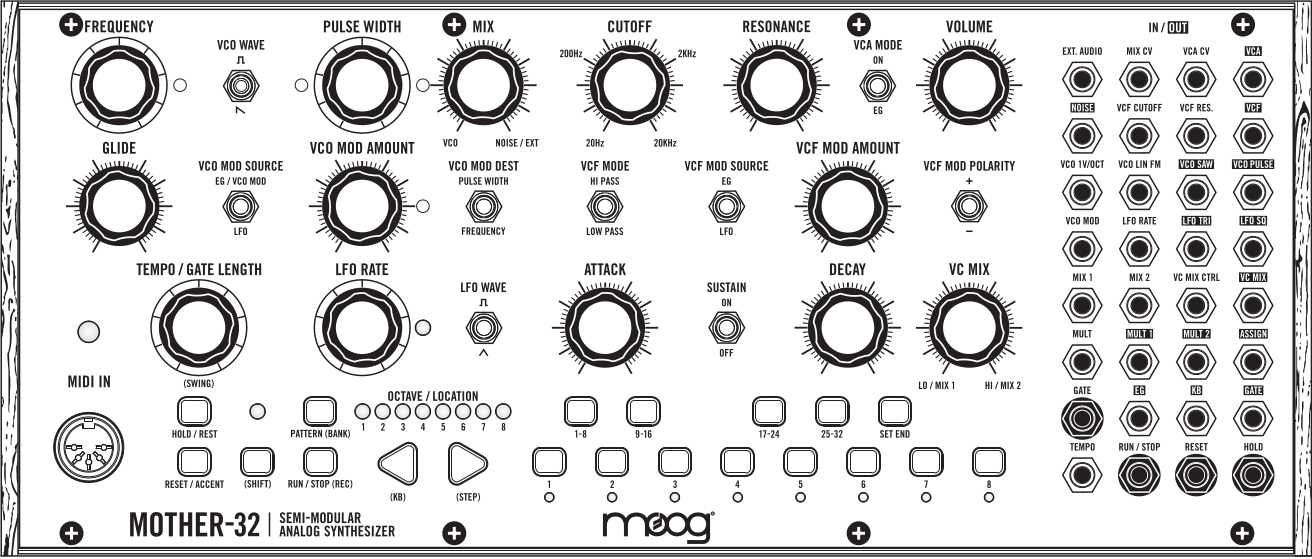 FREQUENCY
PULSE WIDTH
MIX
CUTOFF
RESONANCE
VOLUME
IN / OUT
VCO WAVE
VCA MODE
ON
EG
200Hz
2KHz
20Hz
20KHz
VCO
NOISE / EXT
EXT. AUDIO
MIX CV
VCA CV
VCA
NOISE
VCF CUTOFF
VCF RES.
VCF
GLIDE
VCO MOD SOURCE
EG / VCO MOD
LFO
VCO MOD AMOUNT
VCO MOD DEST
PULSE WIDTH
FREQUENCY
VCF MODE
HI PASS
LOW PASS
VCF MOD SOURCE
EG
LFO
VCF MOD AMOUNT
VCF MOD POLARITY
+
–
VCO 1V/OCT
VCO LIN FM
VCO SAW
VCO PULSE
VCO MOD
LFO RATE
LFO TRI
LFO SQ
TEMPO / GATE LENGTH
(SWING)
LFO RATE
LFO WAVE
ATTACK
SUSTAIN
ON
OFF
DECAY
VC MIX
LO / MIX 1
HI / MIX 2
MIX 1
MIX 2
VC MIX CTRL
VC MIX
MULT
MULT 1
MULT 2
ASSIGN
MIDI IN
HOLD / REST
PATTERN (BANK)
OCTAVE / LOCATION
1 2 3 4 5 6 7 8
1-8
9-16
17-24
25-32
SET END
GATE
EG
KB
GATE
RESET / ACCENT
(SHIFT)
RUN / STOP (REC)
(KB)
(STEP)
1 2 3 4 5 6 7 8
TEMPO
RUN / STOP
RESET
HOLD
MOTHER-32
SEMI-MODULAR
ANALOG SYNTHESIZER
moog